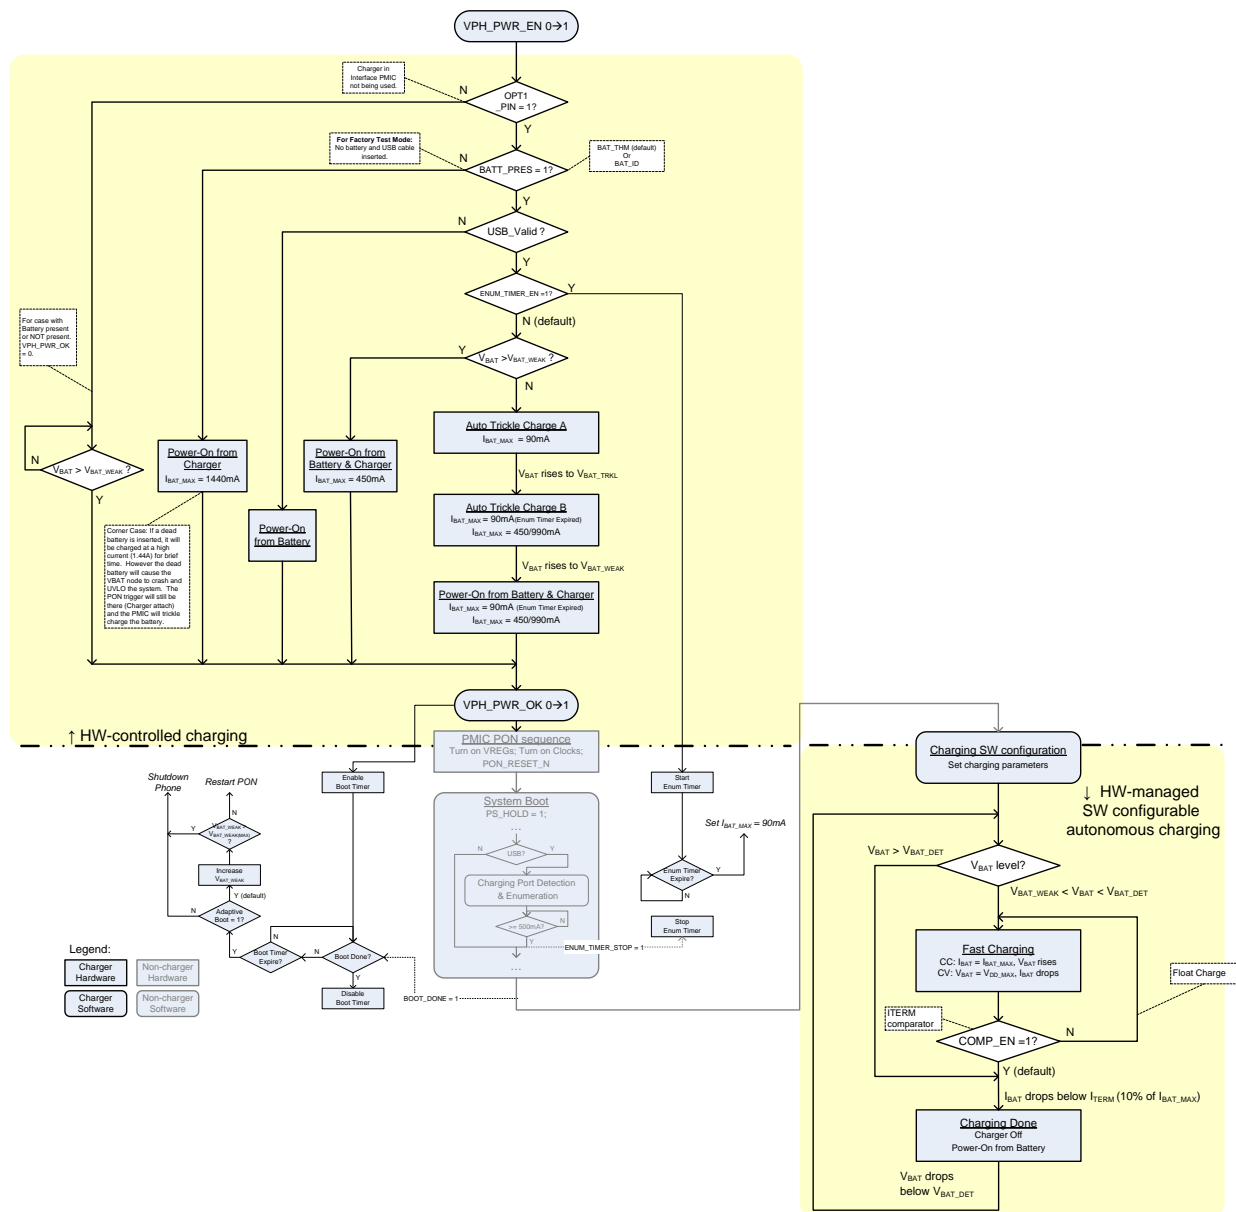 VPH_PWR_EN 0→1
Charger in
Interface PMIC
not being used.
N
OPT1
_PIN = 1?
Y
For Factory Test Mode:
No battery and USB cable
inserted.
N
BATT_PRES = 1?
BAT_THM (default)
Or
BAT_ID
Y
N
USB_Valid ?
Y
ENUM_TIMER_EN =1?
Y
N (default)
For case with
Battery present
or NOT present.
VPH_PWR_OK
= 0.
Y
VBAT >VBAT_WEAK ?
N
Auto Trickle Charge A
IBAT_MAX = 90mA
VBAT rises to VBAT_TRKL
N
VBAT > VBAT_WEAK ?
Y
Power-On from
Charger
IBAT_MAX = 1440mA
Power-On from
Battery & Charger
IBAT_MAX = 450mA
Auto Trickle Charge B
IBAT_MAX = 90mA(Enum Timer Expired)
IBAT_MAX = 450/990mA
Power-On
from Battery
VBAT rises to VBAT_WEAK
Corner Case: If a dead
battery is inserted, it will
be charged at a high
current (1.44A) for brief
time. However the dead
battery will cause the
VBAT node to crash and
UVLO the system. The
PON trigger will still be
there (Charger attach)
and the PMIC will trickle
charge the battery.
Power-On from Battery & Charger
IBAT_MAX = 90mA (Enum Timer Expired)
IBAT_MAX = 450/990mA
VPH_PWR_OK 0→1
↑ HW-controlled charging
PMIC PON sequence
Turn on VREGs; Turn on Clocks;
PON_RESET_N
Shutdown
Phone
Restart PON
N
Y
VBAT_WEAK =
VBAT_WEAK(MAX)
?
Increase
VBAT_WEAK
Y (default)
N
Adaptive
Boot = 1?
Enable
Boot Timer
N
Y
Boot Timer
Expire?
N
Boot Done?
Y
Disable
Boot Timer
BOOT_DONE = 1
System Boot
PS_HOLD = 1;
...
N
USB?
Y
Charging Port Detection
& Enumeration
>= 500mA?
N
Y
...
ENUM_TIMER_STOP = 1
Start
Enum Timer
Set IBAT_MAX = 90mA
Enum Timer
Expire?
Y
N
Stop
Enum Timer
Legend:
Charger
Hardware
Non-charger
Hardware
Charger
Software
Non-charger
Software
Charging SW configuration
Set charging parameters
↓ HW-managed
SW configurable
autonomous charging
VBAT > VBAT_DET
VBAT level?
VBAT_WEAK < VBAT < VBAT_DET
Fast Charging
CC: IBAT = IBAT_MAX, VBAT rises
CV: VBAT = VDD_MAX, IBAT drops
Float Charge
ITERM
comparator
COMP_EN =1?
N
Y (default)
IBAT drops below ITERM (10% of IBAT_MAX)
Charging Done
Charger Off
Power-On from Battery
VBAT drops
below VBAT_DET